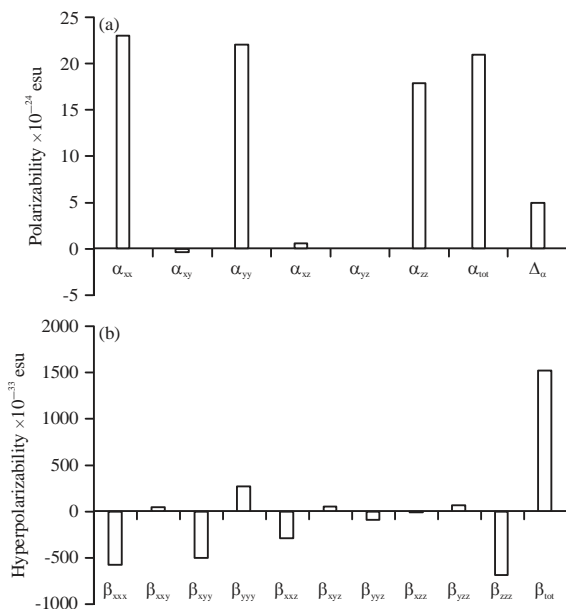 (a)
Polarizability ×10⁻²⁴ esu
25
20
15
10
5
0
-5
αxx αxy αyy αxz αyz αzz αtot Δα
(b)
Hyperpolarizability ×10⁻³³ esu
2000
1500
1000
500
0
-500
-1000
βxxx βxxy βxyy βyyy βxxz βxyz βyyz βxzz βyzz βzzz βtot